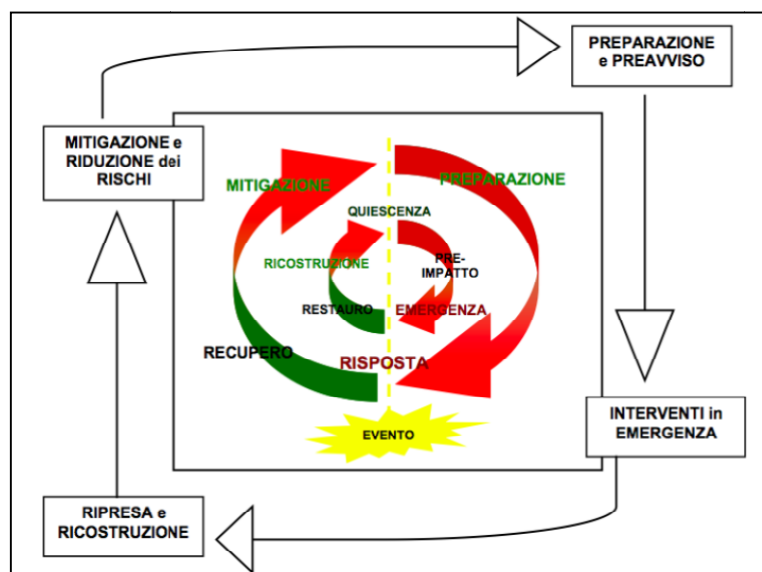 PREPARAZIONE
e PREAVVISO
MITIGAZIONE e
RIDUZIONE dei
RISCHI
MITIGAZIONE
PREPARAZIONE
QUIESCENZA
RICOSTRUZIONE
PRE-
IMPATTO
RESTAURO
EMERGENZA
RECUPERO
RISPOSTA
EVENTO
INTERVENTI in
EMERGENZA
RIPRESA e
RICOSTRUZIONE